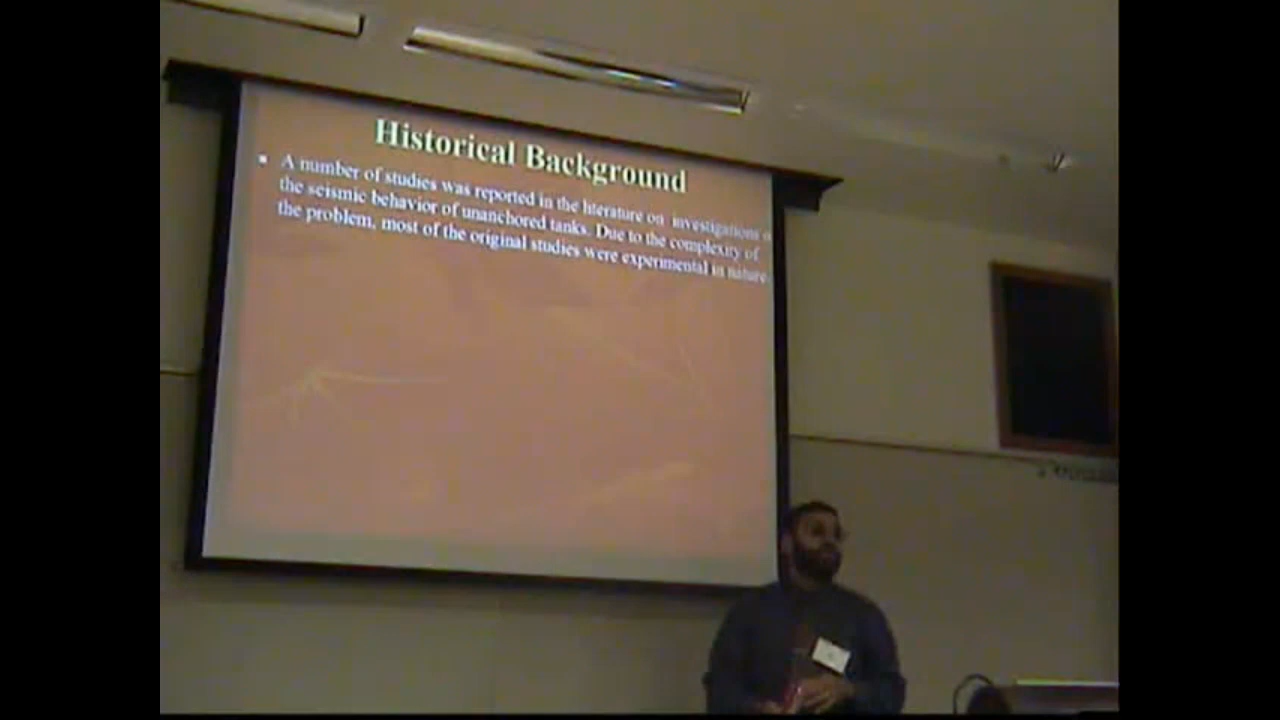 Historical Background
▪ A number of studies was reported in the literature on investigations
the seismic behavior of unanchored tanks. Due to the complexity of
the problem, most of the original studies were experimental in nature